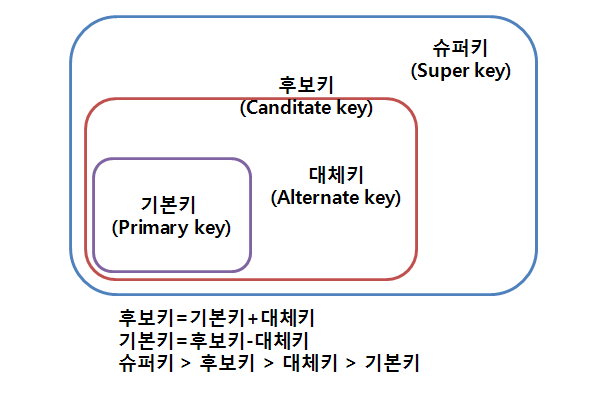 슈퍼키
(Super key)
후보키
(Canditate key)
대체키
(Alternate key)
기본키
(Primary key)
후보키=기본키+대체키
기본키=후보키-대체키
슈퍼키 > 후보키 > 대체키 > 기본키